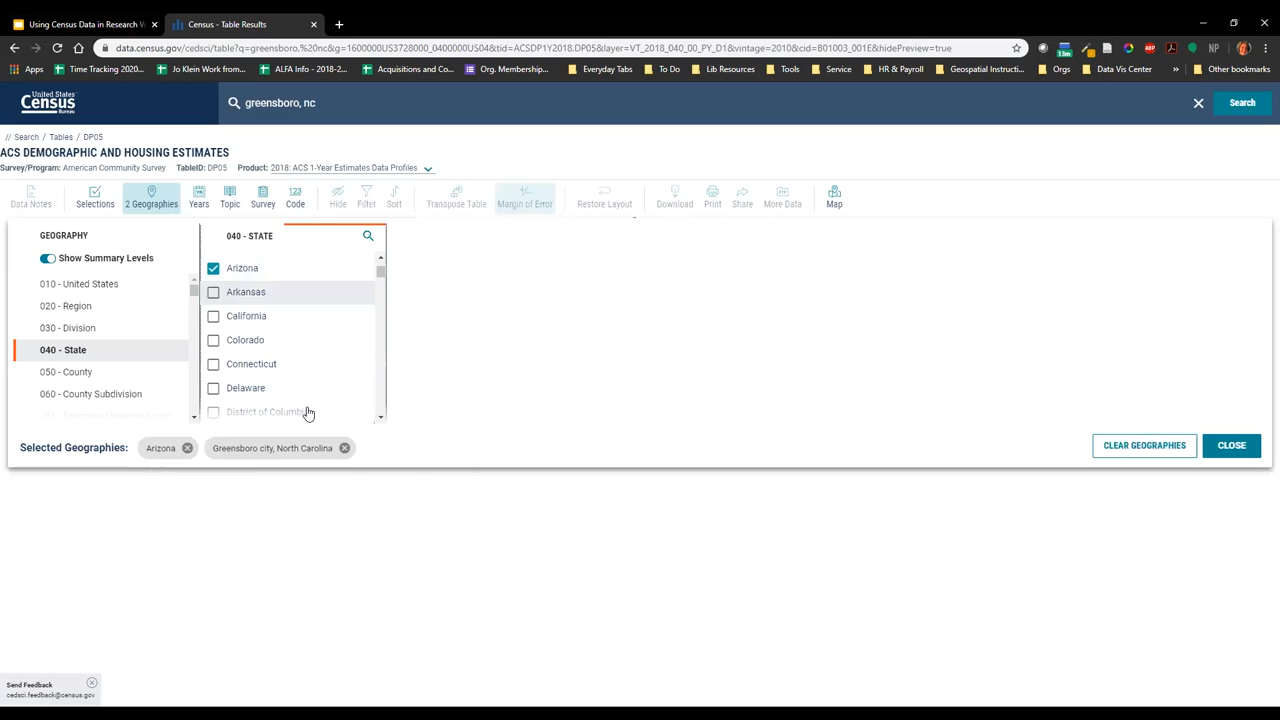 Using Census Data in Research W
Census - Table Results
data.census.gov/cedsci/table?q=greensboro.%20nc&g=1600000US3728000_0400000US04&tid=ACSDP1Y2018.DP05&layer=VT_2018_040_00_PY_D1&vintage=2010&cid=B01003_001E&hidePreview=true
13m
ABP
NP
Apps Time Tracking 2020... Jo Klein Work from... ALFA Info - 2018-2... Acquisitions and Co... Org. Membership... Everyday Tabs To Do Lib Resources Tools Service HR & Payroll Geospatial Instructi... Orgs Data Vis Center » Other bookmarks
United States®
Census
Bureau
greensboro, nc
Search
// Search / Tables / DP05
ACS DEMOGRAPHIC AND HOUSING ESTIMATES
Survey/Program: American Community Survey TableID: DP05 Product: 2018: ACS 1-Year Estimates Data Profiles
Data Notes Selections 2 Geographies Years Topic Survey Code Hide Filter Sort Transpose Table Margin of Error Restore Layout Download Print Share More Data Map
GEOGRAPHY
Show Summary Levels
010 - United States
020 - Region
030 - Division
040 - State
050 - County
060 - County Subdivision
040 - STATE
Arizona
Arkansas
California
Colorado
Connecticut
Delaware
District of Columb
Selected Geographies: Arizona Greensboro city, North Carolina
CLEAR GEOGRAPHIES
CLOSE
Send Feedback
cedsci.feedback@census.gov